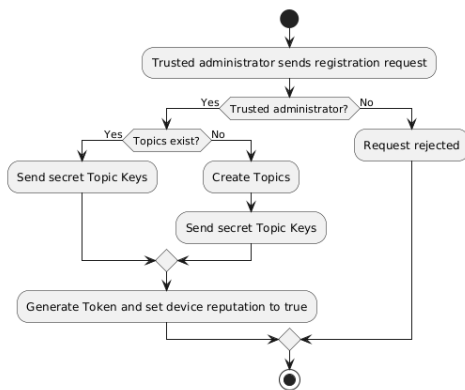 Trusted administrator sends registration request
Yes
Trusted administrator?
No
Yes
Topics exist?
No
Request rejected
Send secret Topic Keys
Create Topics
Send secret Topic Keys
Generate Token and set device reputation to true